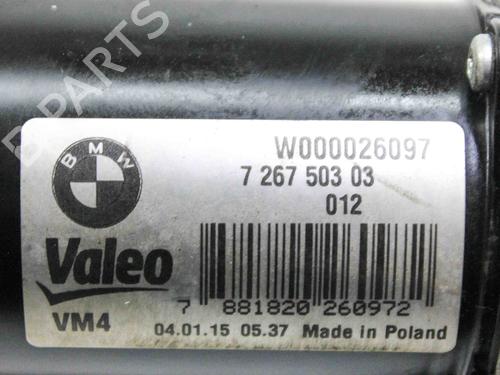 B-PARTS
BMW
W000026097
7 267 503 03
012
Valeo
7 881820 260972
VM4
04.01.15 05.37 Made in Poland